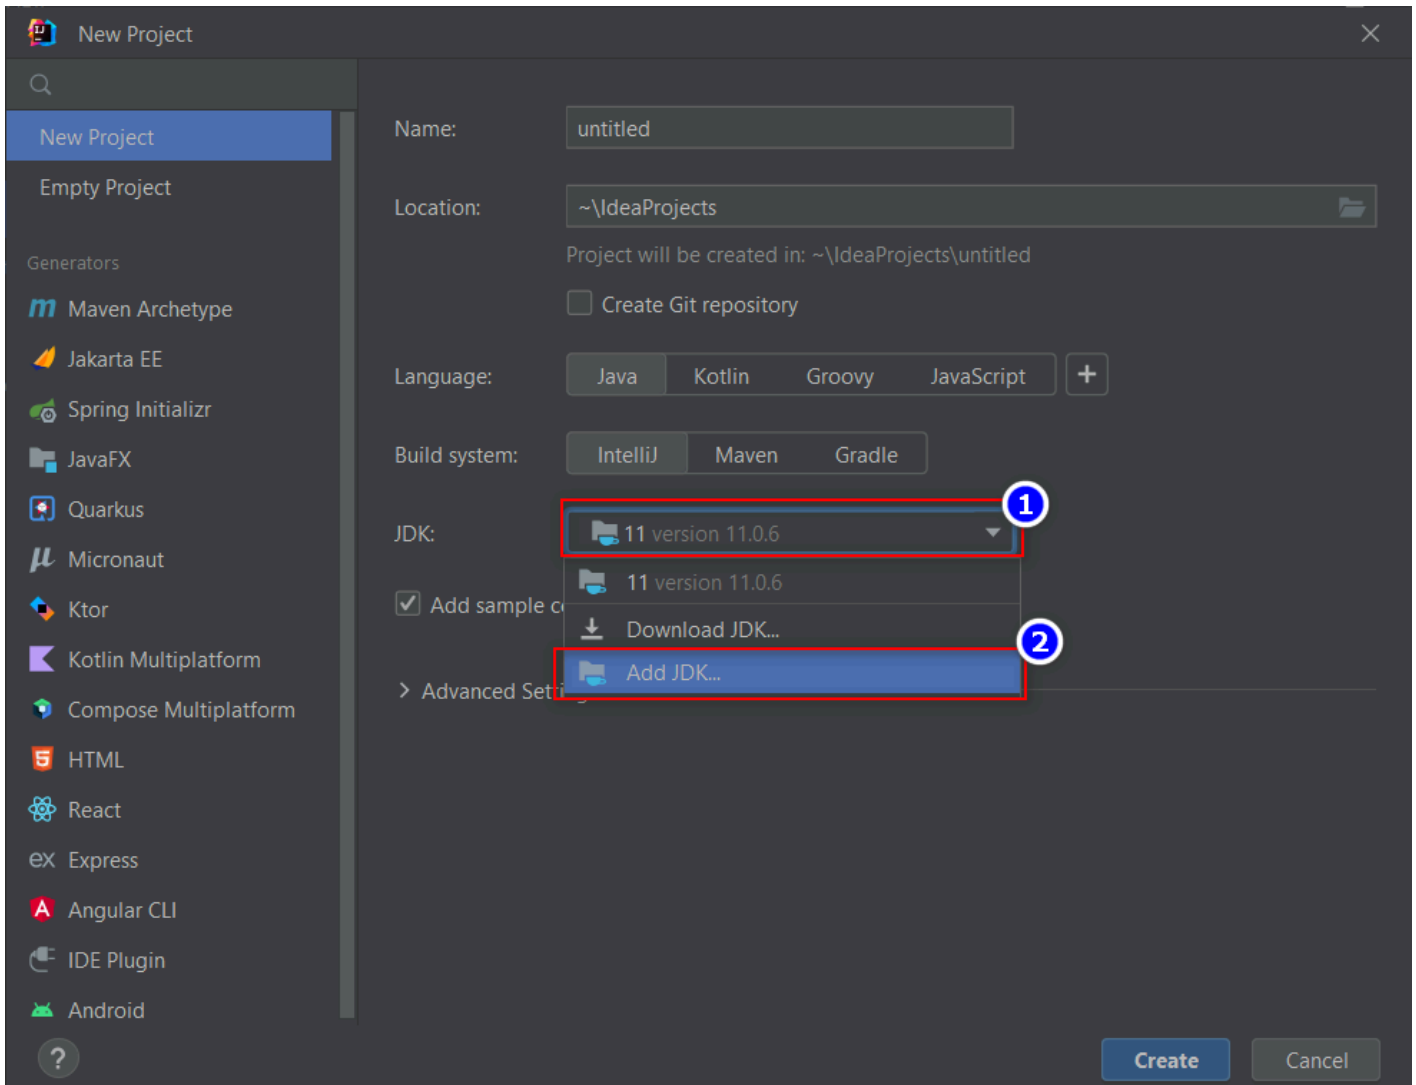 New Project
New Project
Empty Project
Generators
Maven Archetype
Jakarta EE
Spring Initializr
JavaFX
Quarkus
Micronaut
Ktor
Kotlin Multiplatform
Compose Multiplatform
HTML
React
ex Express
Angular CLI
IDE Plugin
Android
?
Name: untitled
Location: ~\IdeaProjects
Project will be created in: ~\IdeaProjects\untitled
Create Git repository
Language: Java Kotlin Groovy JavaScript +
Build system: IntelliJ Maven Gradle
1
JDK: 11 version 11.0.6
11 version 11.0.6
Add sample
Download JDK...
2
Add JDK...
Advanced
Create Cancel